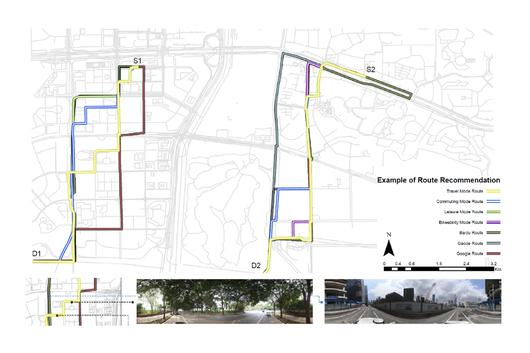 S1
S2
Example of Route Recommendation
Travel Mode Route
Commuting Mode Route
Leisure Mode Route
Bikeability Mode Route
Baidu Route
Gaode Route
Google Route
D1
D2
N
0 0.4 0.8 1.6 2.4 3.2
Km